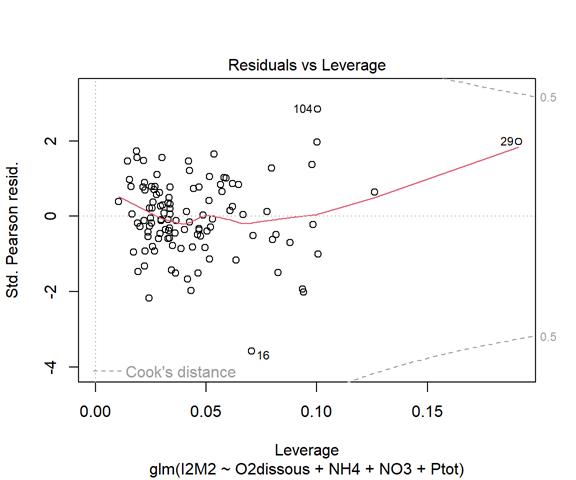 Residuals vs Leverage
104
29
16
0.5
0.5
Std. Pearson resid.
2
0
-2
-4
Cook's distance
0.00 0.05 0.10 0.15
Leverage
glm(I2M2 ~ O2dissous + NH4 + NO3 + Ptot)